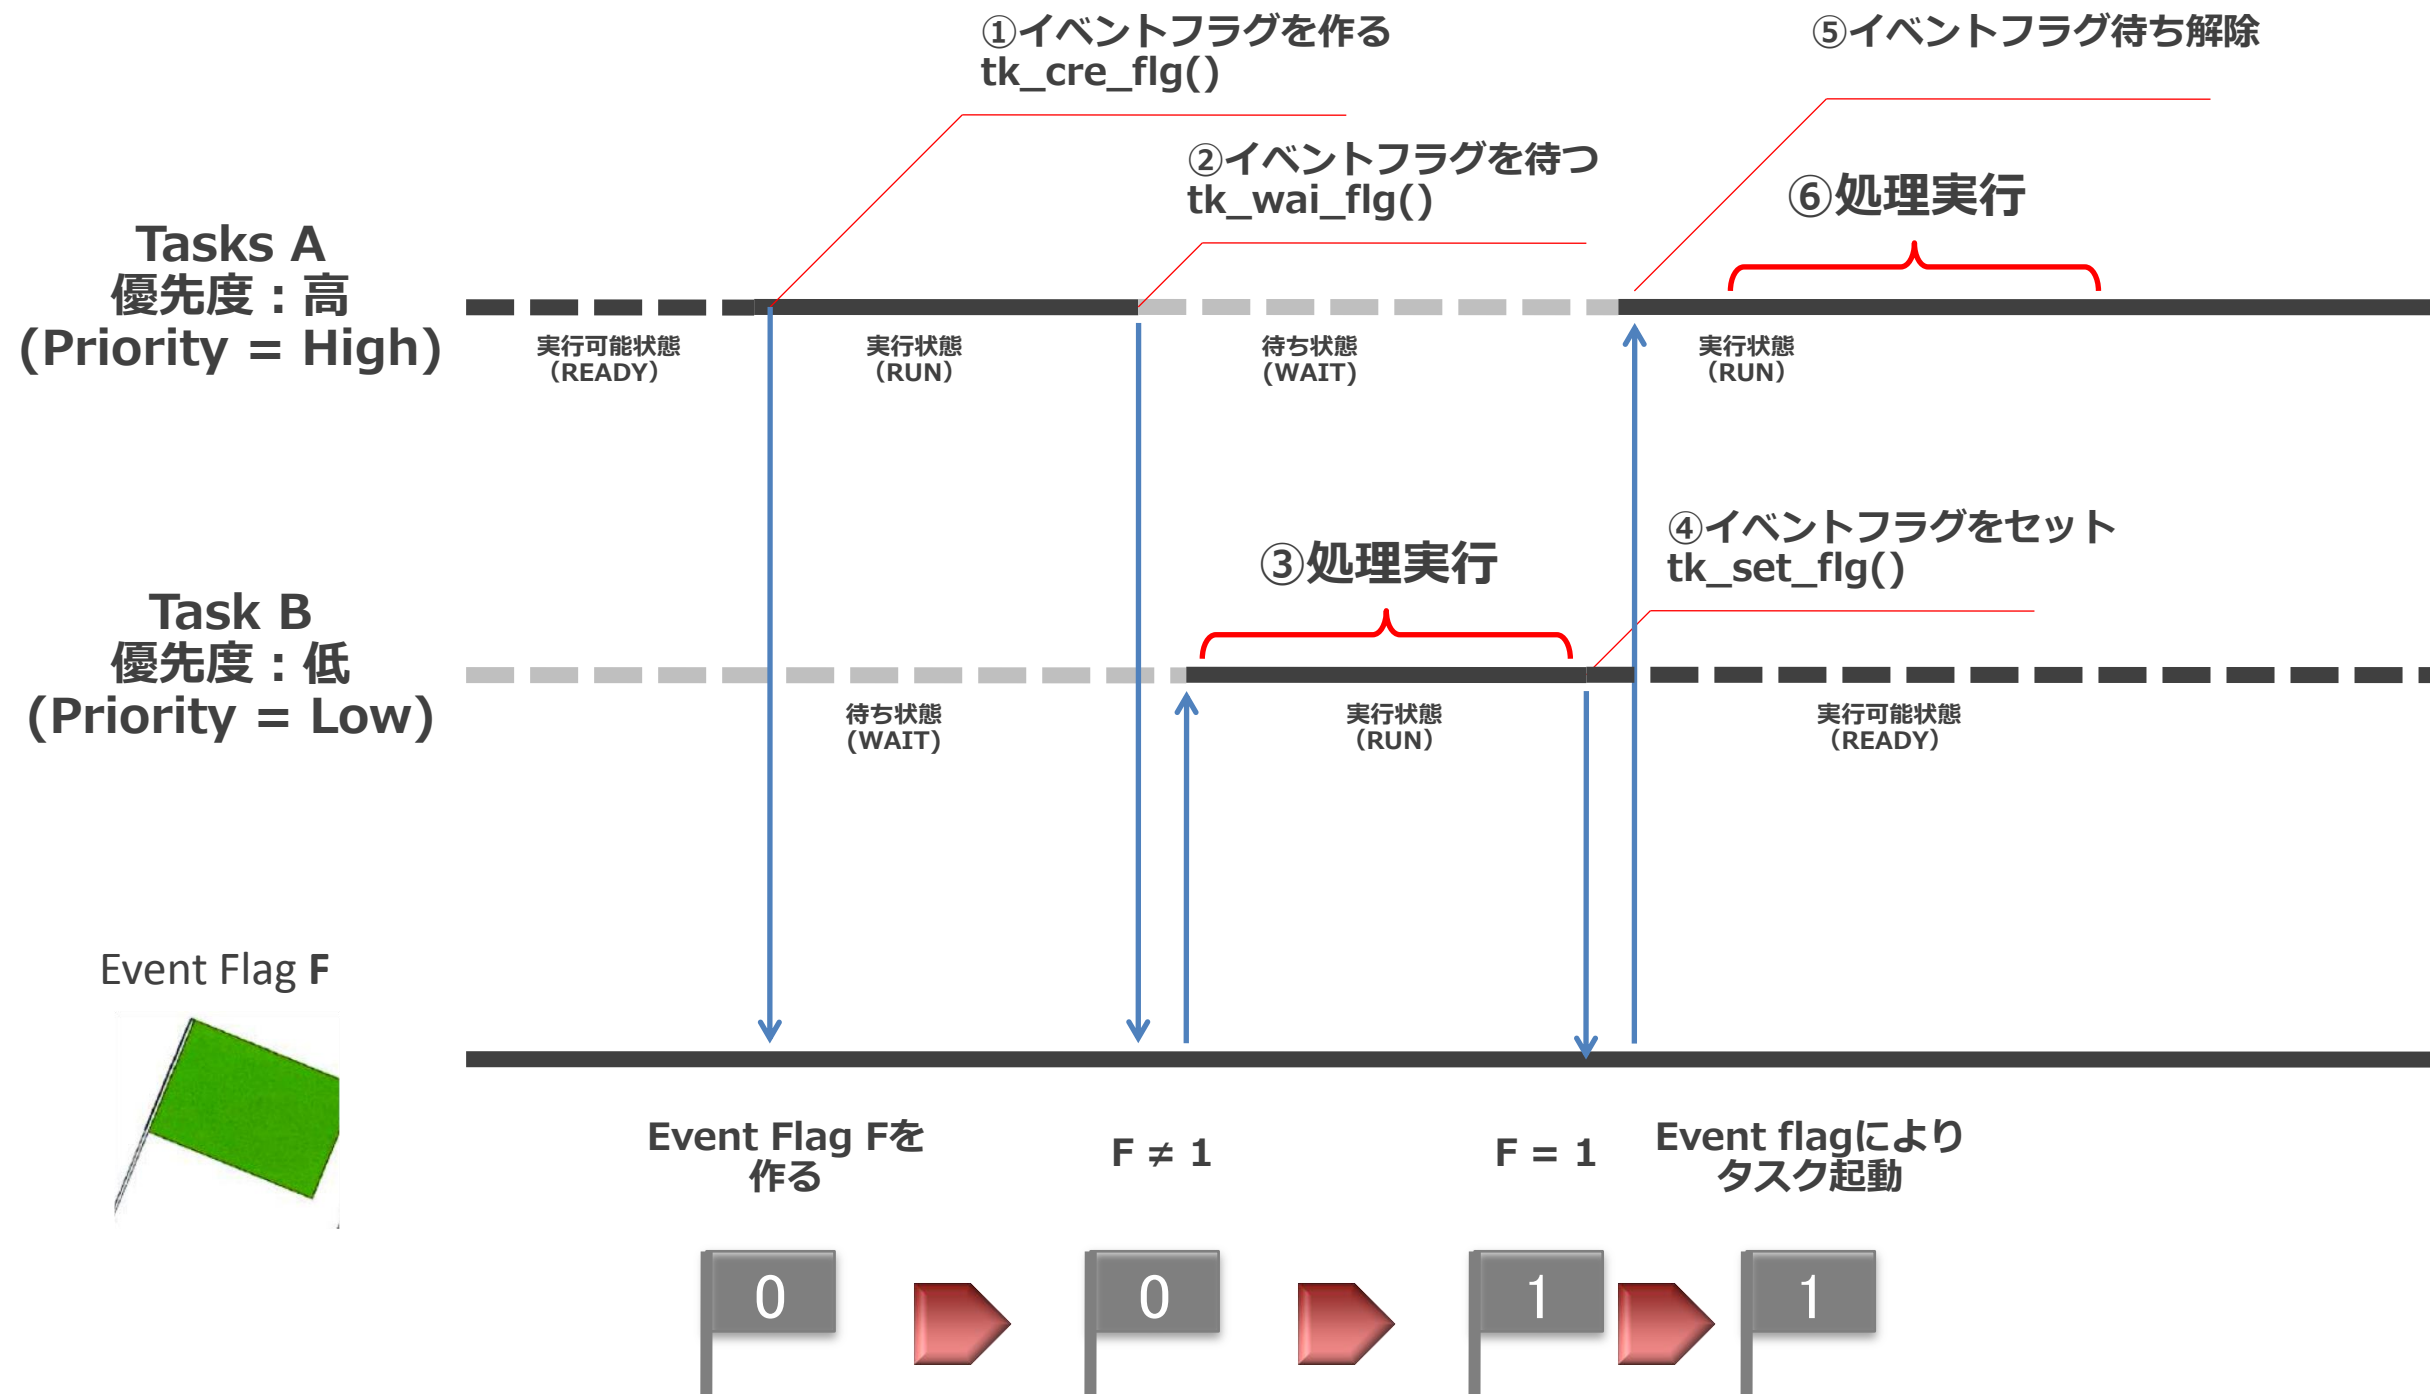 ①イベントフラグを作る
tk_cre_flg()
⑤イベントフラグ待ち解除
②イベントフラグを待つ
tk_wai_flg()
⑥処理実行
Tasks A
優先度：高
(Priority = High)
実行可能状態
（READY）
実行状態
（RUN）
待ち状態
(WAIT)
実行状態
（RUN）
④イベントフラグをセット
tk_set_flg()
③処理実行
Task B
優先度：低
(Priority = Low)
待ち状態
(WAIT)
実行状態
（RUN）
実行可能状態
（READY）
Event Flag F
Event Flag Fを
作る
F ≠ 1
F = 1
Event flagにより
タスク起動
0
0
1
1